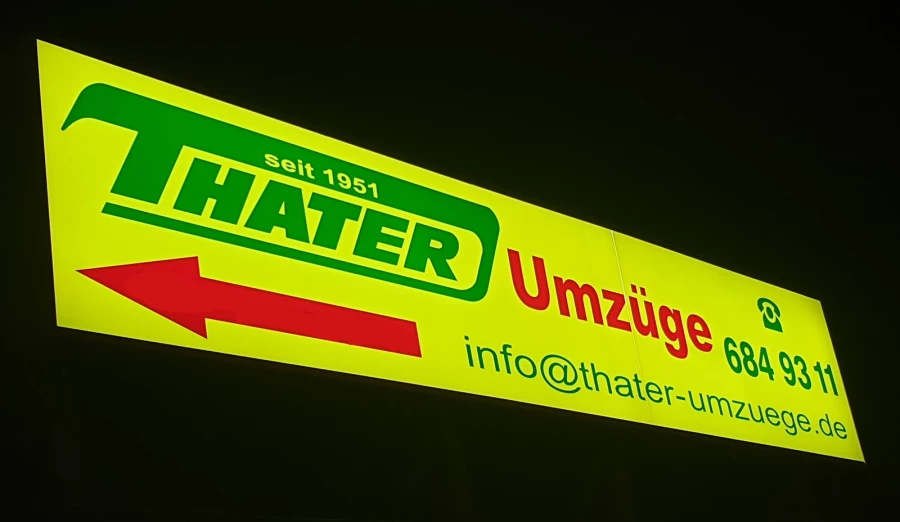 seit 1951
THATER
Umzüge
684 93 11
info@thater-umzuege.de